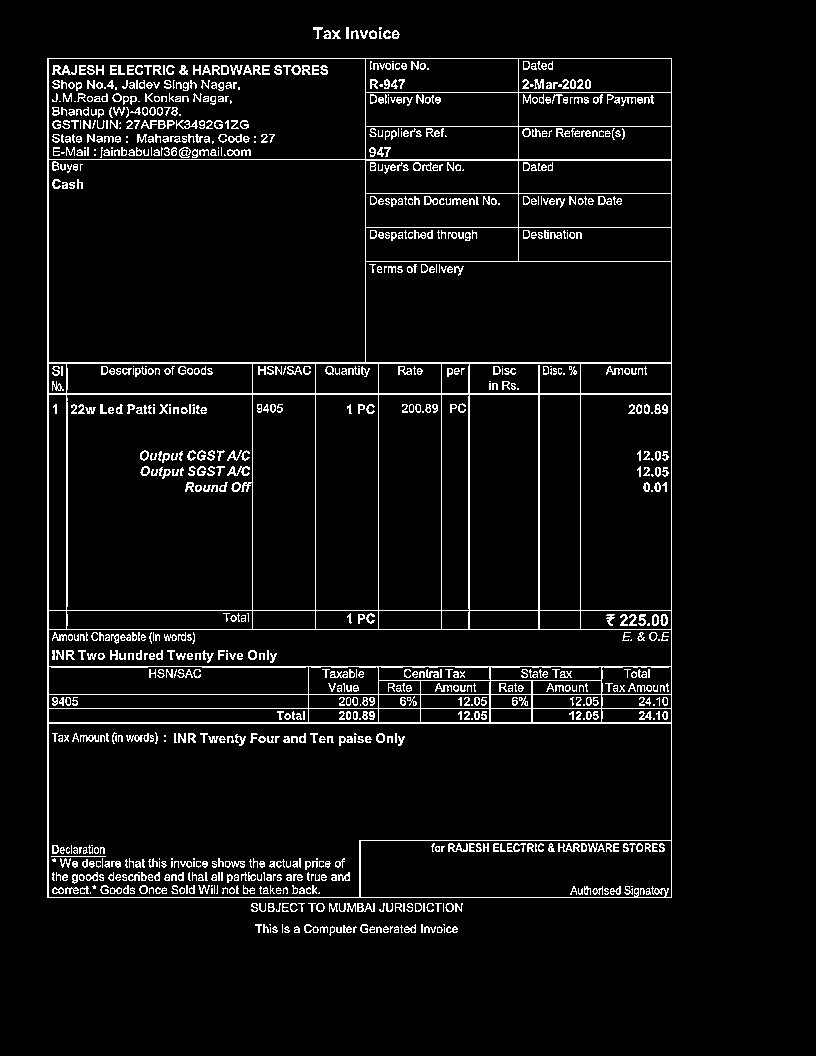 Tax Invoice
RAJESH ELECTRIC & HARDWARE STORES
Shop No.4, Jaldev Singh Nagar,
J.M.Road Opp. Konkan Nagar,
Bhandup (W)-400078.
GSTIN/UIN: 27AFBPK3492G1ZG
State Name : Maharashtra, Code : 27
E-Mail : jainbabulal36@gmail.com
Buyer
Cash
Invoice No. Dated
R-947 2-Mar-2020
Delivery Note Mode/Terms of Payment
Supplier's Ref. Other Reference(s)
947
Buyer's Order No. Dated
Despatch Document No. Delivery Note Date
Despatched through Destination
Terms of Delivery
Sl Description of Goods HSN/SAC Quantity Rate per Disc Disc. % Amount
No. in Rs.
1 22w Led Patti Xinolite 9405 1 PC 200.89 PC 200.89
Output CGST A/C 12.05
Output SGST A/C 12.05
Round Off 0.01
Total 1 PC ₹ 225.00
Amount Chargeable (in words) E. & O.E
INR Two Hundred Twenty Five Only
HSN/SAC Taxable Central Tax State Tax Total
Value Rate Amount Rate Amount Tax Amount
9405 200.89 6% 12.05 6% 12.05 24.10
Total 200.89 12.05 12.05 24.10
Tax Amount (in words) : INR Twenty Four and Ten paise Only
Declaration
* We declare that this invoice shows the actual price of
the goods described and that all particulars are true and
correct.* Goods Once Sold Will not be taken back.
for RAJESH ELECTRIC & HARDWARE STORES
Authorised Signatory
SUBJECT TO MUMBAI JURISDICTION
This is a Computer Generated Invoice